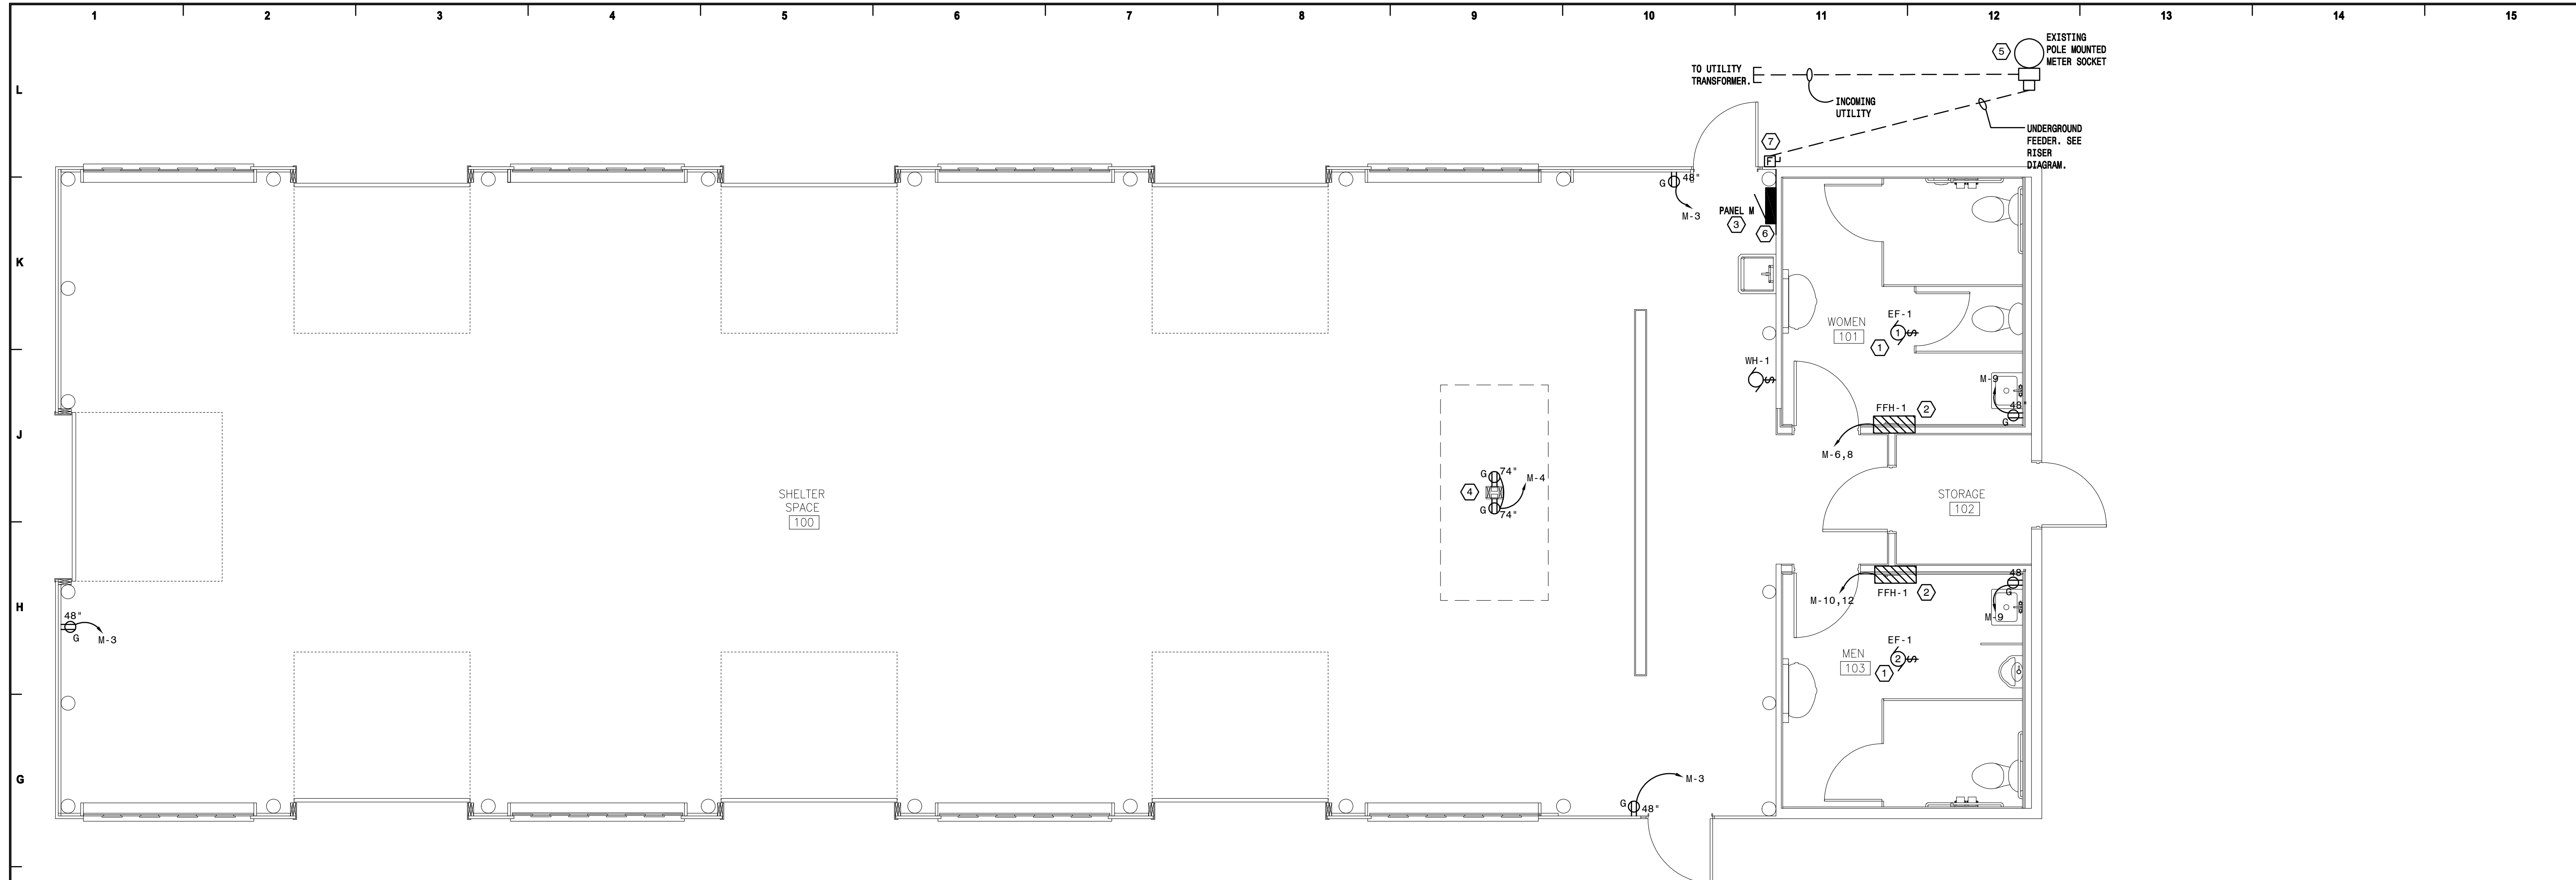 1 2 3 4 5 6 7 8 9 10 11 12 13 14 15
L
K
J
H
G
5
EXISTING
POLE MOUNTED
METER SOCKET
TO UTILITY
TRANSFORMER.
INCOMING
UTILITY
UNDERGROUND
FEEDER. SEE
RISER
DIAGRAM.
7
F
48"
G
M-3
PANEL M
3
6
EF-1
WOMEN
101
1
1
WH-1
M-9
48"
G
FFH-1
2
M-6,8
SHELTER
SPACE
100
G
74"
M-4
4
G
74"
STORAGE
102
48"
G
M-3
48"
G
M-10,12
FFH-1
2
M-9
EF-1
MEN
103
2
1
M-3
G
48"